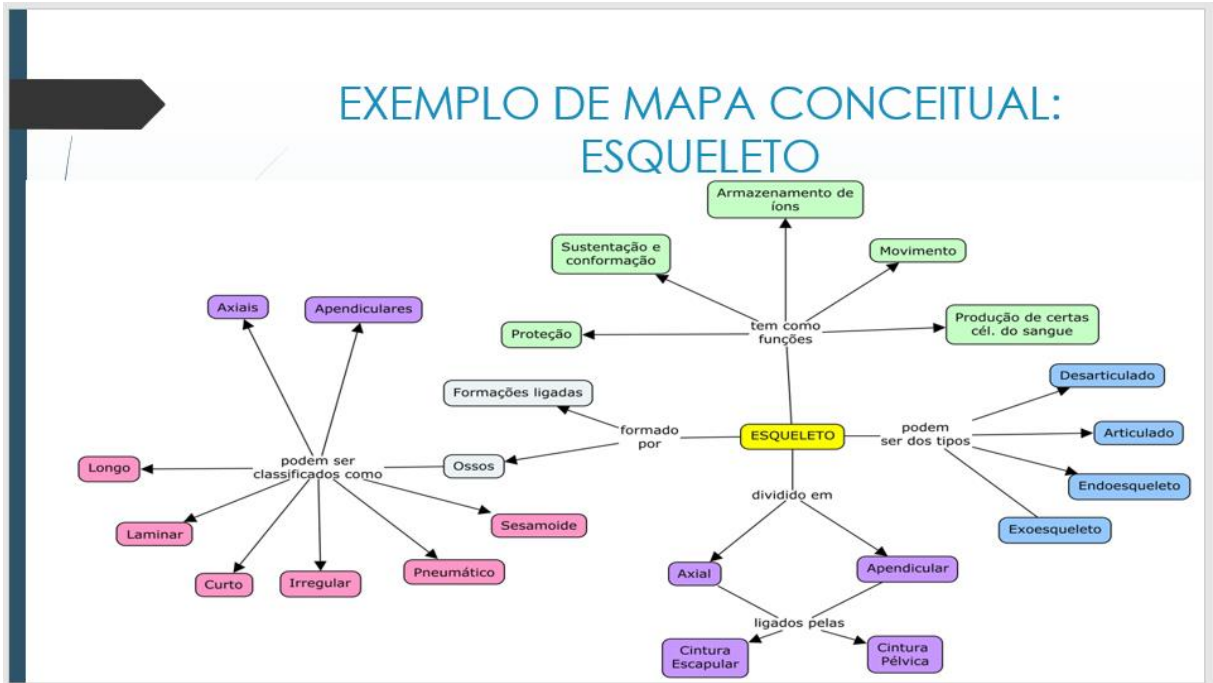 EXEMPLO DE MAPA CONCEITUAL:
ESQUELETO
Armazenamento de
íons
Sustentação e
conformação
Movimento
Axiais
Apendiculares
Proteção
tem como
funções
Produção de certas
cél. do sangue
Formações ligadas
Desarticulado
formado
por
ESQUELETO
podem
ser dos tipos
Articulado
Longo
podem ser
classificados como
Ossos
Endoesqueleto
dividido em
Laminar
Sesamoide
Exoesqueleto
Curto
Irregular
Pneumático
Axial
Apendicular
ligados pelas
Cintura
Escapular
Cintura
Pélvica